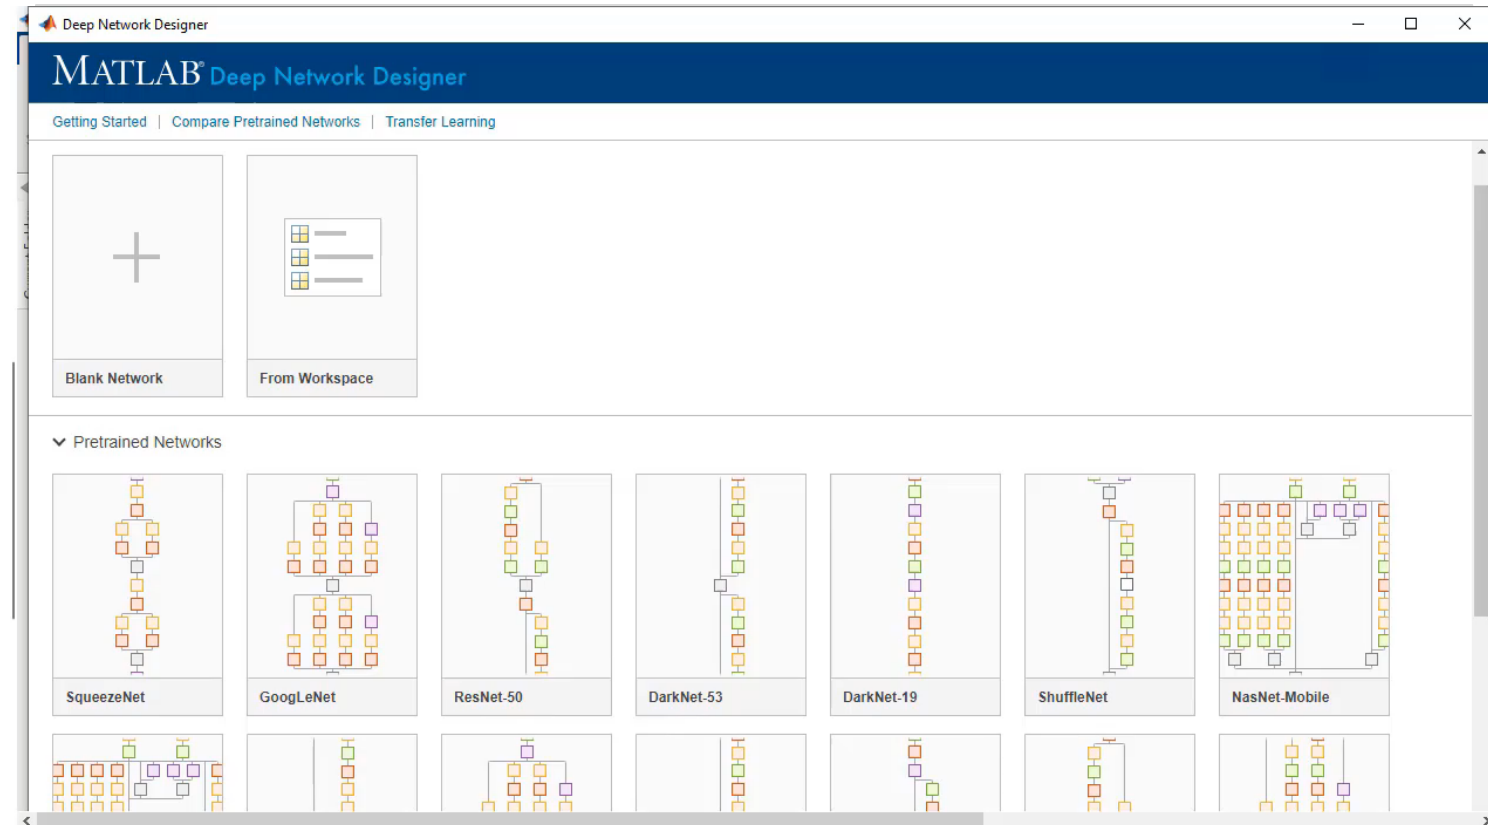 Deep Network Designer
MATLAB® Deep Network Designer
Getting Started | Compare Pretrained Networks | Transfer Learning
Blank Network
From Workspace
Pretrained Networks
SqueezeNet
GoogLeNet
ResNet-50
DarkNet-53
DarkNet-19
ShuffleNet
NasNet-Mobile